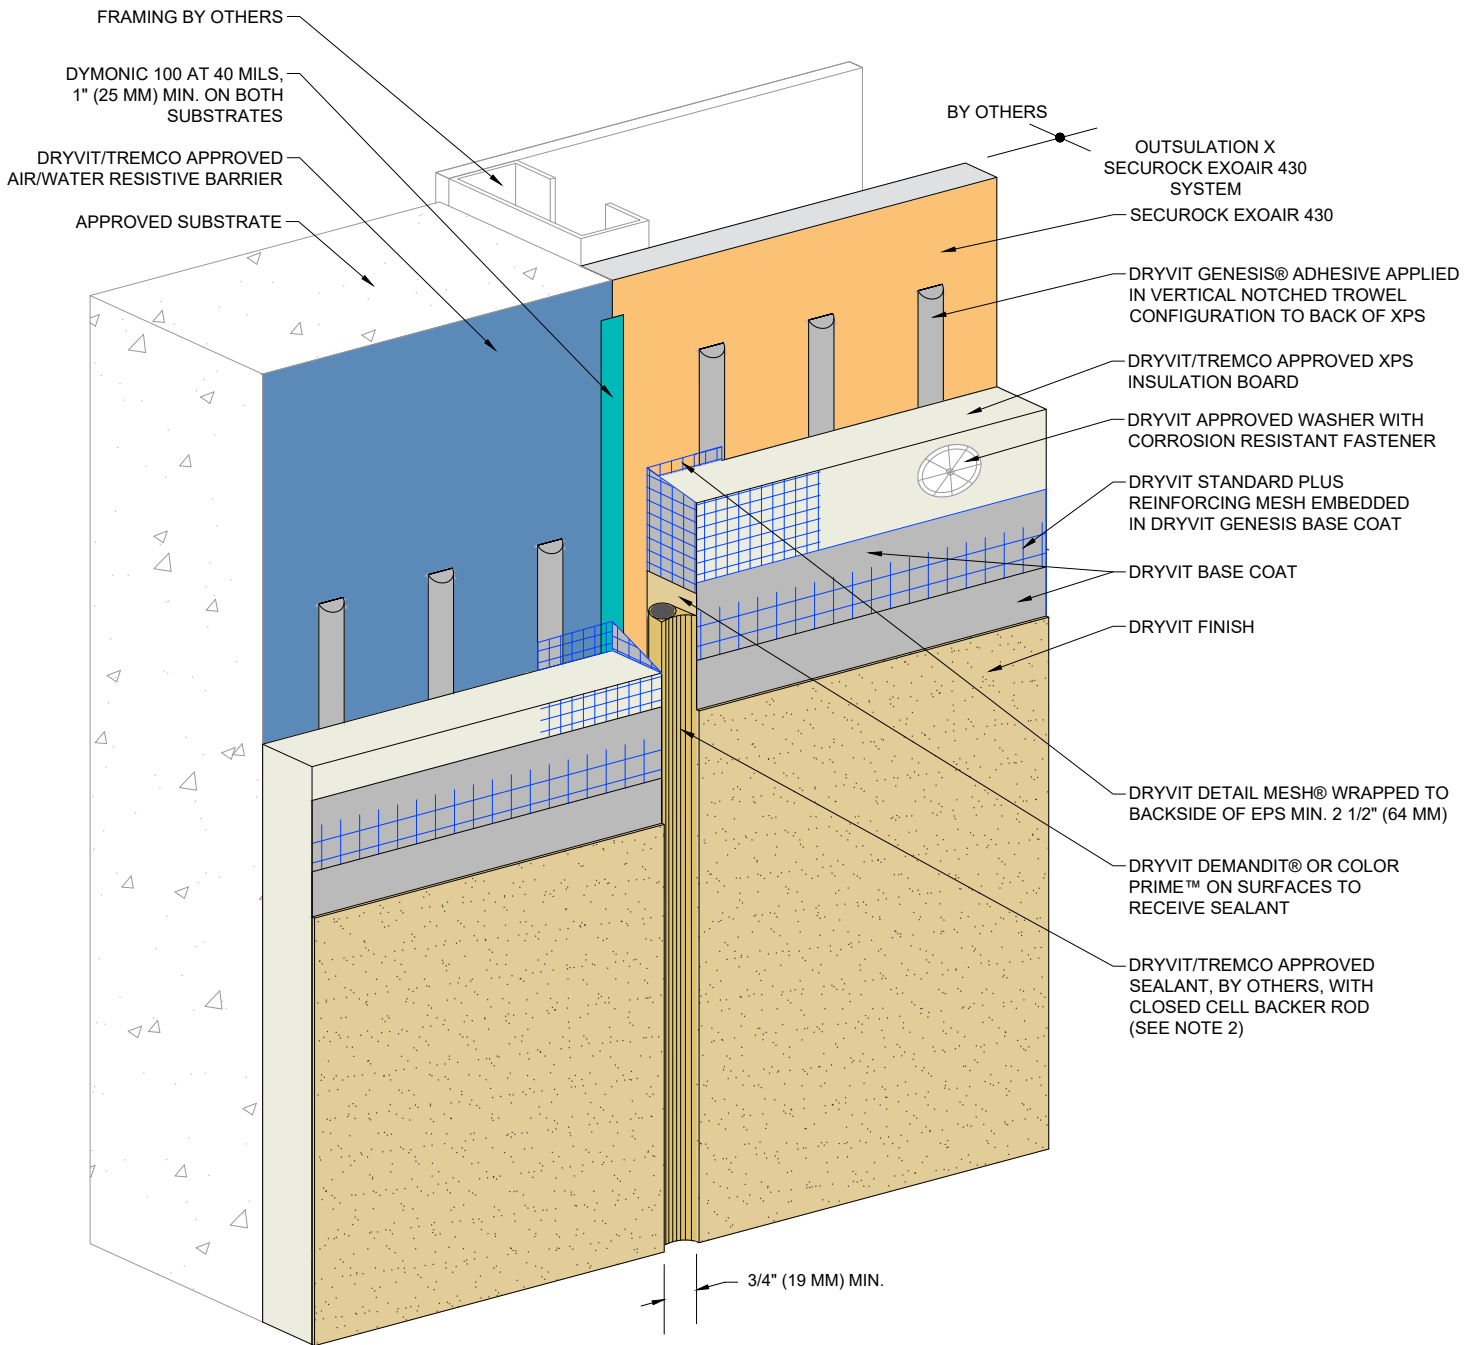 FRAMING BY OTHERS
DYMONIC 100 AT 40 MILS,
1" (25 MM) MIN. ON BOTH
SUBSTRATES
DRYVIT/TREMCO APPROVED
AIR/WATER RESISTIVE BARRIER
APPROVED SUBSTRATE
BY OTHERS
OUTSULATION X
SECUROCK EXOAIR 430
SYSTEM
SECUROCK EXOAIR 430
DRYVIT GENESIS® ADHESIVE APPLIED
IN VERTICAL NOTCHED TROWEL
CONFIGURATION TO BACK OF XPS
DRYVIT/TREMCO APPROVED XPS
INSULATION BOARD
DRYVIT APPROVED WASHER WITH
CORROSION RESISTANT FASTENER
DRYVIT STANDARD PLUS
REINFORCING MESH EMBEDDED
IN DRYVIT GENESIS BASE COAT
DRYVIT BASE COAT
DRYVIT FINISH
DRYVIT DETAIL MESH® WRAPPED TO
BACKSIDE OF EPS MIN. 2 1/2" (64 MM)
DRYVIT DEMANDIT® OR COLOR
PRIME™ ON SURFACES TO
RECEIVE SEALANT
DRYVIT/TREMCO APPROVED
SEALANT, BY OTHERS, WITH
CLOSED CELL BACKER ROD
(SEE NOTE 2)
3/4" (19 MM) MIN.